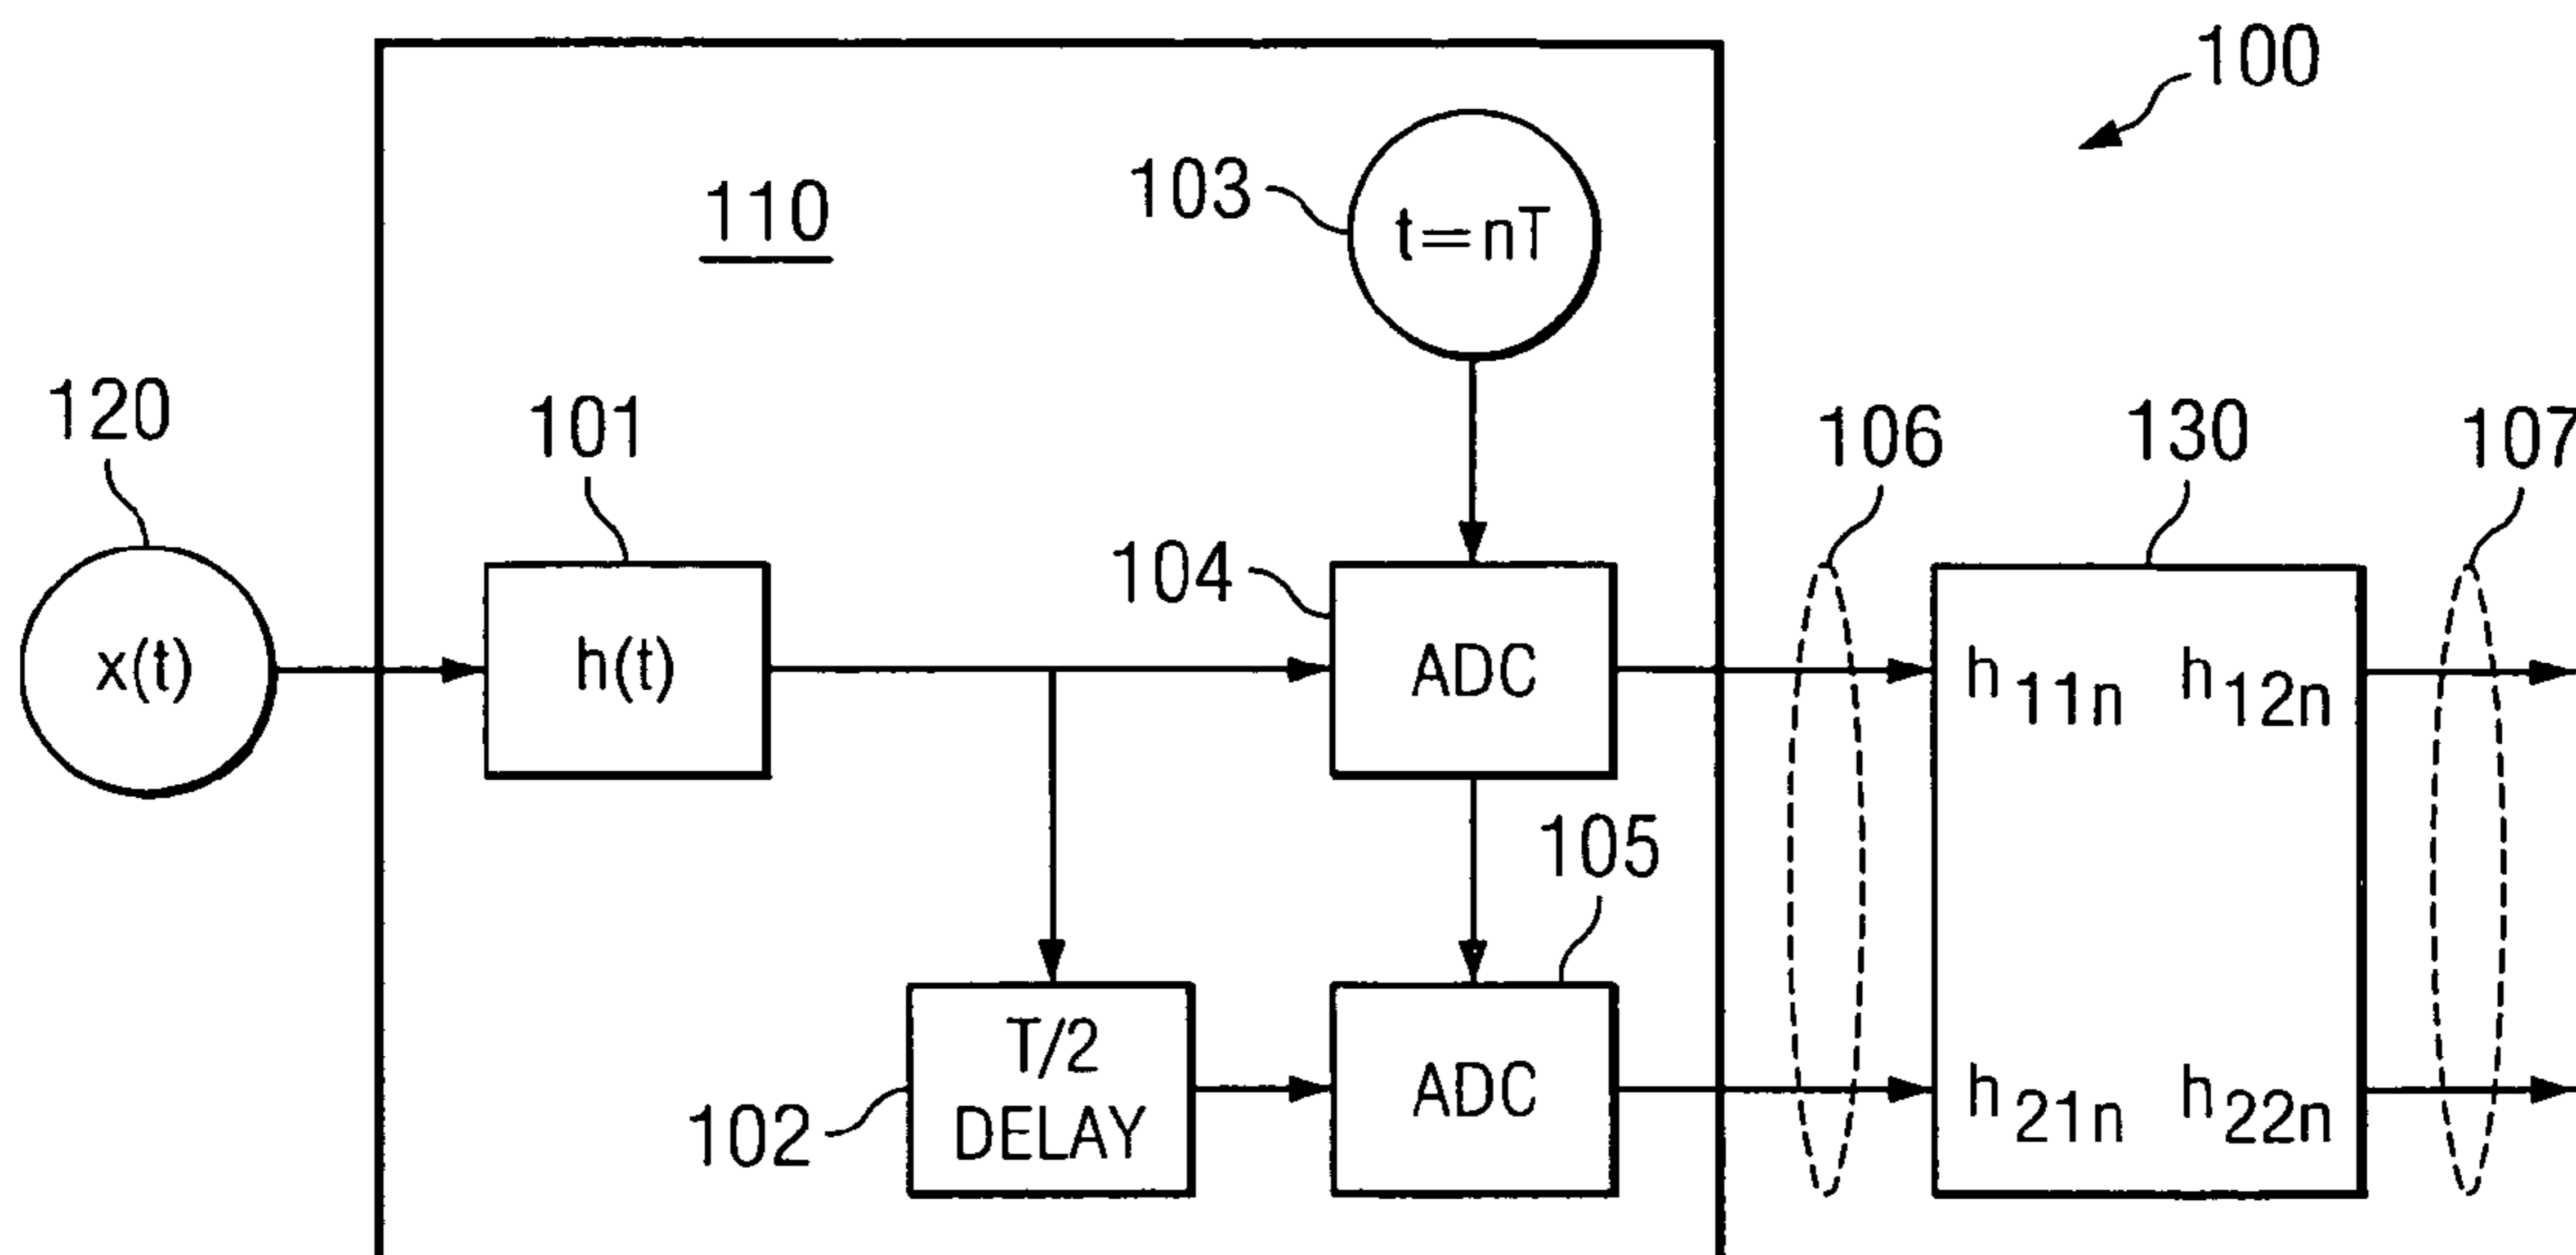 100
110
103
t=nT
120
101
104
106
130
107
x(t)
h(t)
ADC
h11n h12n
105
102
T/2
DELAY
ADC
h21n h22n